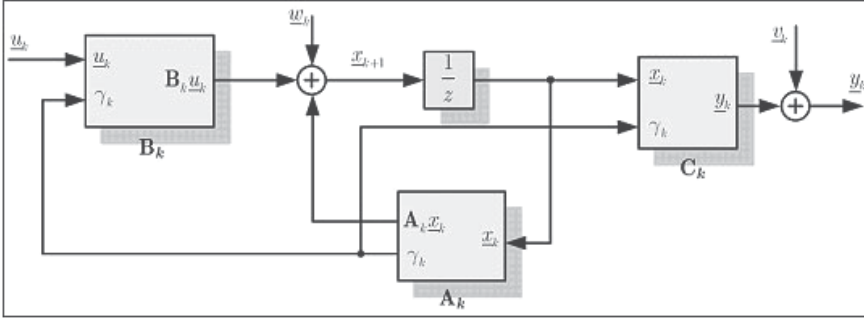 u_k
u_k
γ_k
B_k u_k
B_k
w_k
+
x_{k+1}
1
z
x_k
γ_k
y_k
C_k
v_k
+
y_k
A_k x_k
γ_k
x_k
A_k